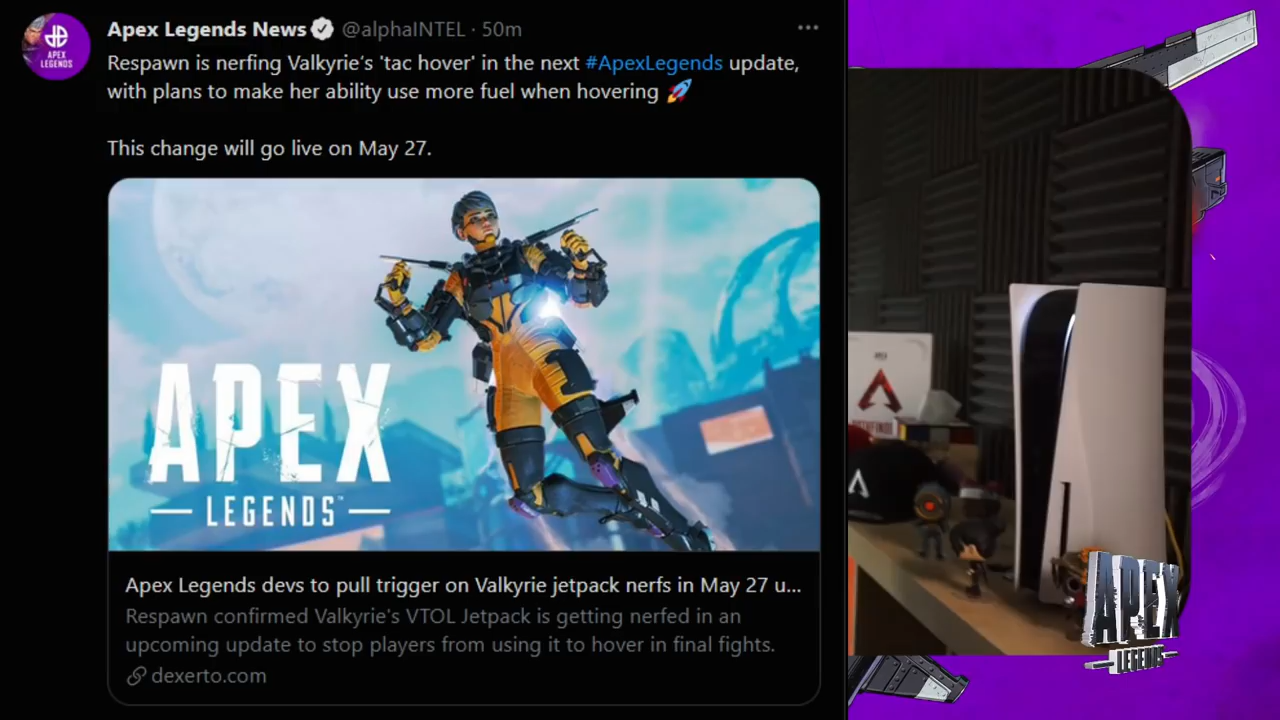 Apex Legends News @alphaINTEL · 50m
Respawn is nerfing Valkyrie's 'tac hover' in the next #ApexLegends update,
with plans to make her ability use more fuel when hovering 🚀
This change will go live on May 27.
APEX
LEGENDS
APEX
LEGENDS™
Apex Legends devs to pull trigger on Valkyrie jetpack nerfs in May 27 u...
Respawn confirmed Valkyrie's VTOL Jetpack is getting nerfed in an
upcoming update to stop players from using it to hover in final fights.
dexerto.com
APEX
LEGENDS